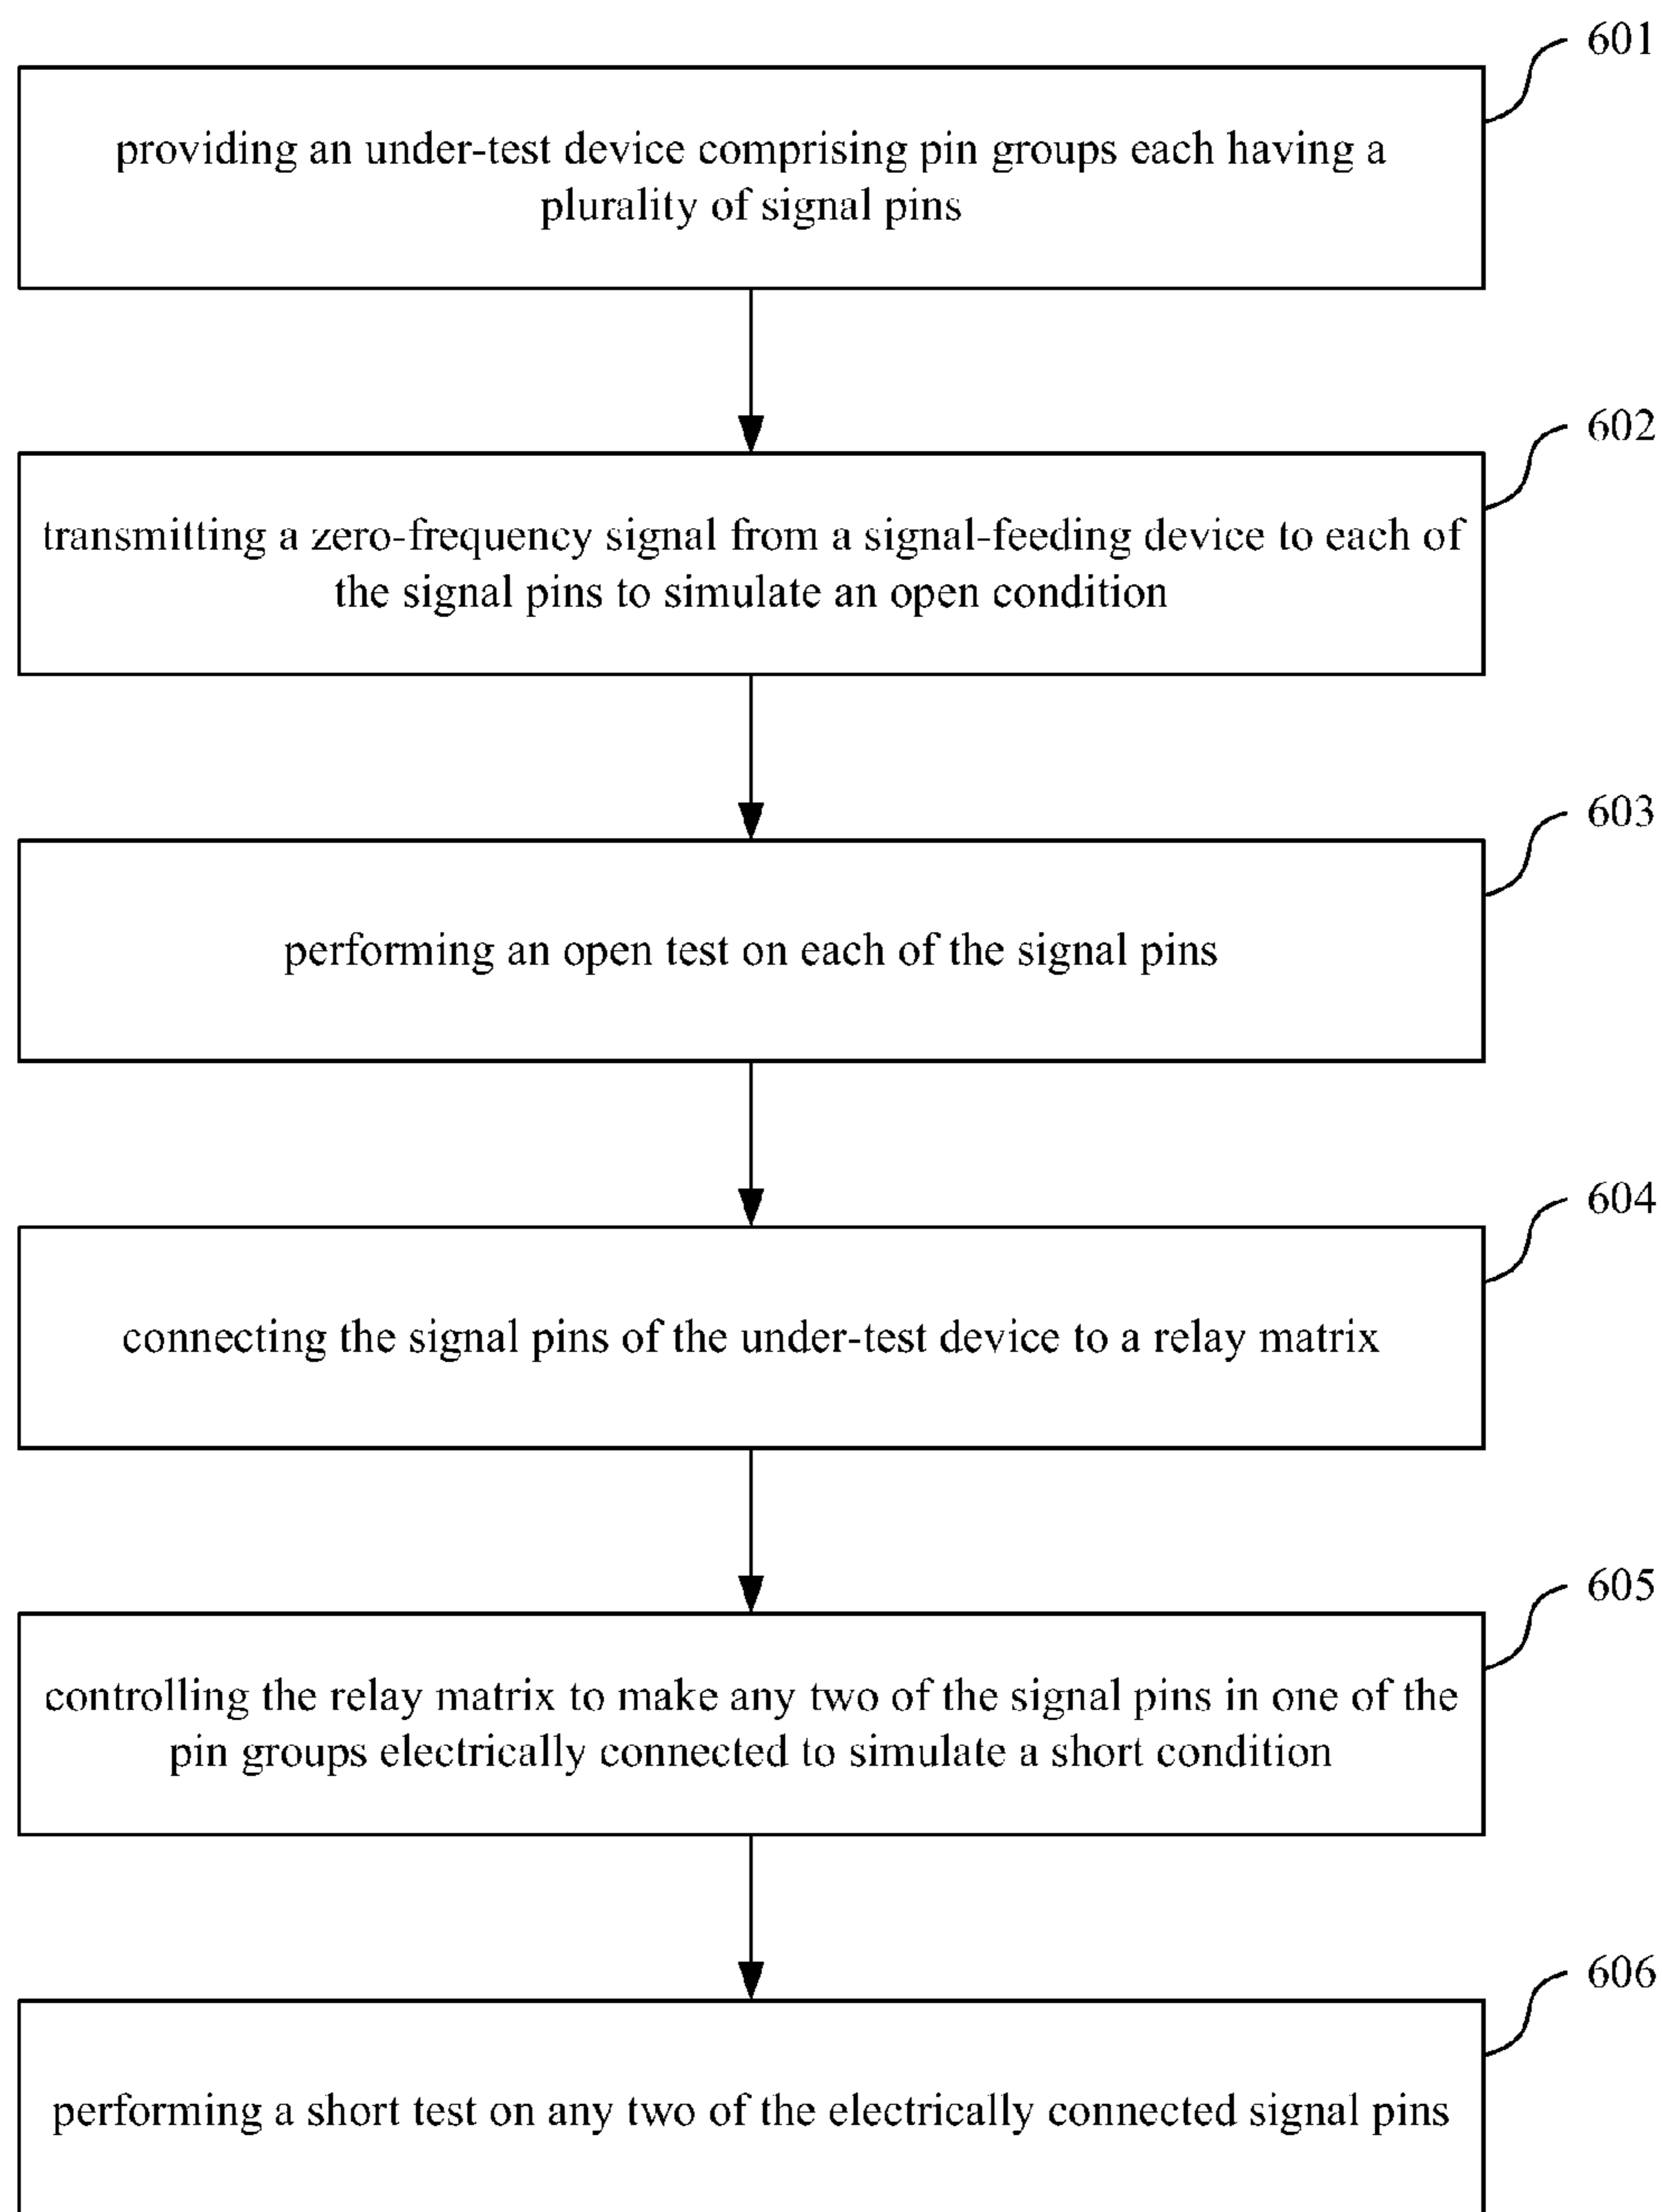 601
providing an under-test device comprising pin groups each having a
plurality of signal pins
602
transmitting a zero-frequency signal from a signal-feeding device to each of
the signal pins to simulate an open condition
603
performing an open test on each of the signal pins
604
connecting the signal pins of the under-test device to a relay matrix
605
controlling the relay matrix to make any two of the signal pins in one of the
pin groups electrically connected to simulate a short condition
606
performing a short test on any two of the electrically connected signal pins